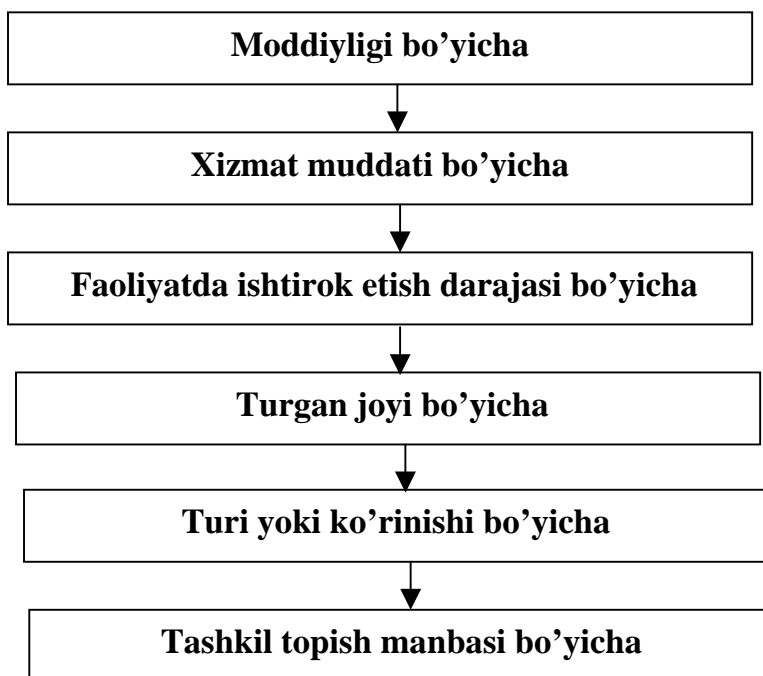 Moddiyligi bo’yicha
Xizmat muddati bo’yicha
Faoliyatda ishtirok etish darajasi bo’yicha
Turgan joyi bo’yicha
Turi yoki ko’rinishi bo’yicha
Tashkil topish manbasi bo’yicha